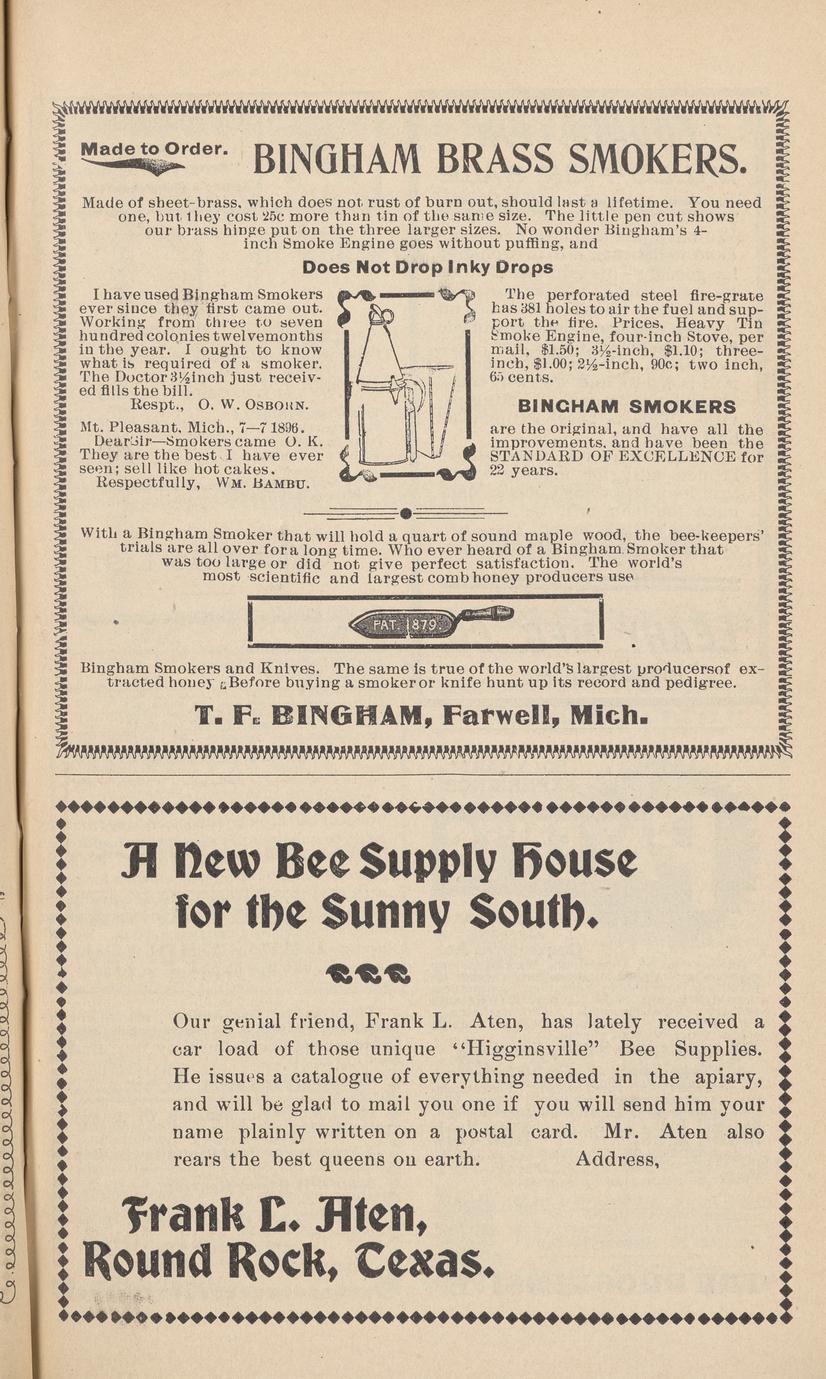 Made to Order.
BINGHAM BRASS SMOKERS.
Made of sheet-brass, which does not rust of burn out, should last a lifetime. You need
one, but they cost 25c more than tin of the same size. The little pen cut shows
our brass hinge put on the three larger sizes. No wonder Bingham's 4-
inch Smoke Engine goes without puffing, and
Does Not Drop Inky Drops
I have used Bingham Smokers
ever since they first came out.
Working from three to seven
hundred colonies twelvemonths
in the year. I ought to know
what is required of a smoker.
The Doctor 3½inch just receiv-
ed fills the bill.
Respt., O. W. OSBORN.
Mt. Pleasant, Mich., 7—7 1896.
Dear Sir—Smokers came O. K.
They are the best I have ever
seen; sell like hot cakes.
Respectfully, WM. BAMBU.
The perforated steel fire-grate
has 381 holes to air the fuel and sup-
port the fire. Prices, Heavy Tin
Smoke Engine, four-inch Stove, per
mail, $1.50; 3½-inch, $1.10; three-
inch, $1.00; 2½-inch, 90c; two inch,
65 cents.
BINGHAM SMOKERS
are the original, and have all the
improvements, and have been the
STANDARD OF EXCELLENCE for
22 years.
With a Bingham Smoker that will hold a quart of sound maple wood, the bee-keepers'
trials are all over for a long time. Who ever heard of a Bingham Smoker that
was too large or did not give perfect satisfaction. The world's
most scientific and largest comb honey producers use
PAT. 1879.
Bingham Smokers and Knives. The same is true of the world's largest producersof ex-
tracted honey Before buying a smoker or knife hunt up its record and pedigree.
T. F. BINGHAM, Farwell, Mich.
A New Bee Supply House
for the Sunny South.
Our genial friend, Frank L. Aten, has lately received a
car load of those unique “Higginsville” Bee Supplies.
He issues a catalogue of everything needed in the apiary,
and will be glad to mail you one if you will send him your
name plainly written on a postal card. Mr. Aten also
rears the best queens on earth. Address,
Frank L. Aten,
Round Rock, Texas.